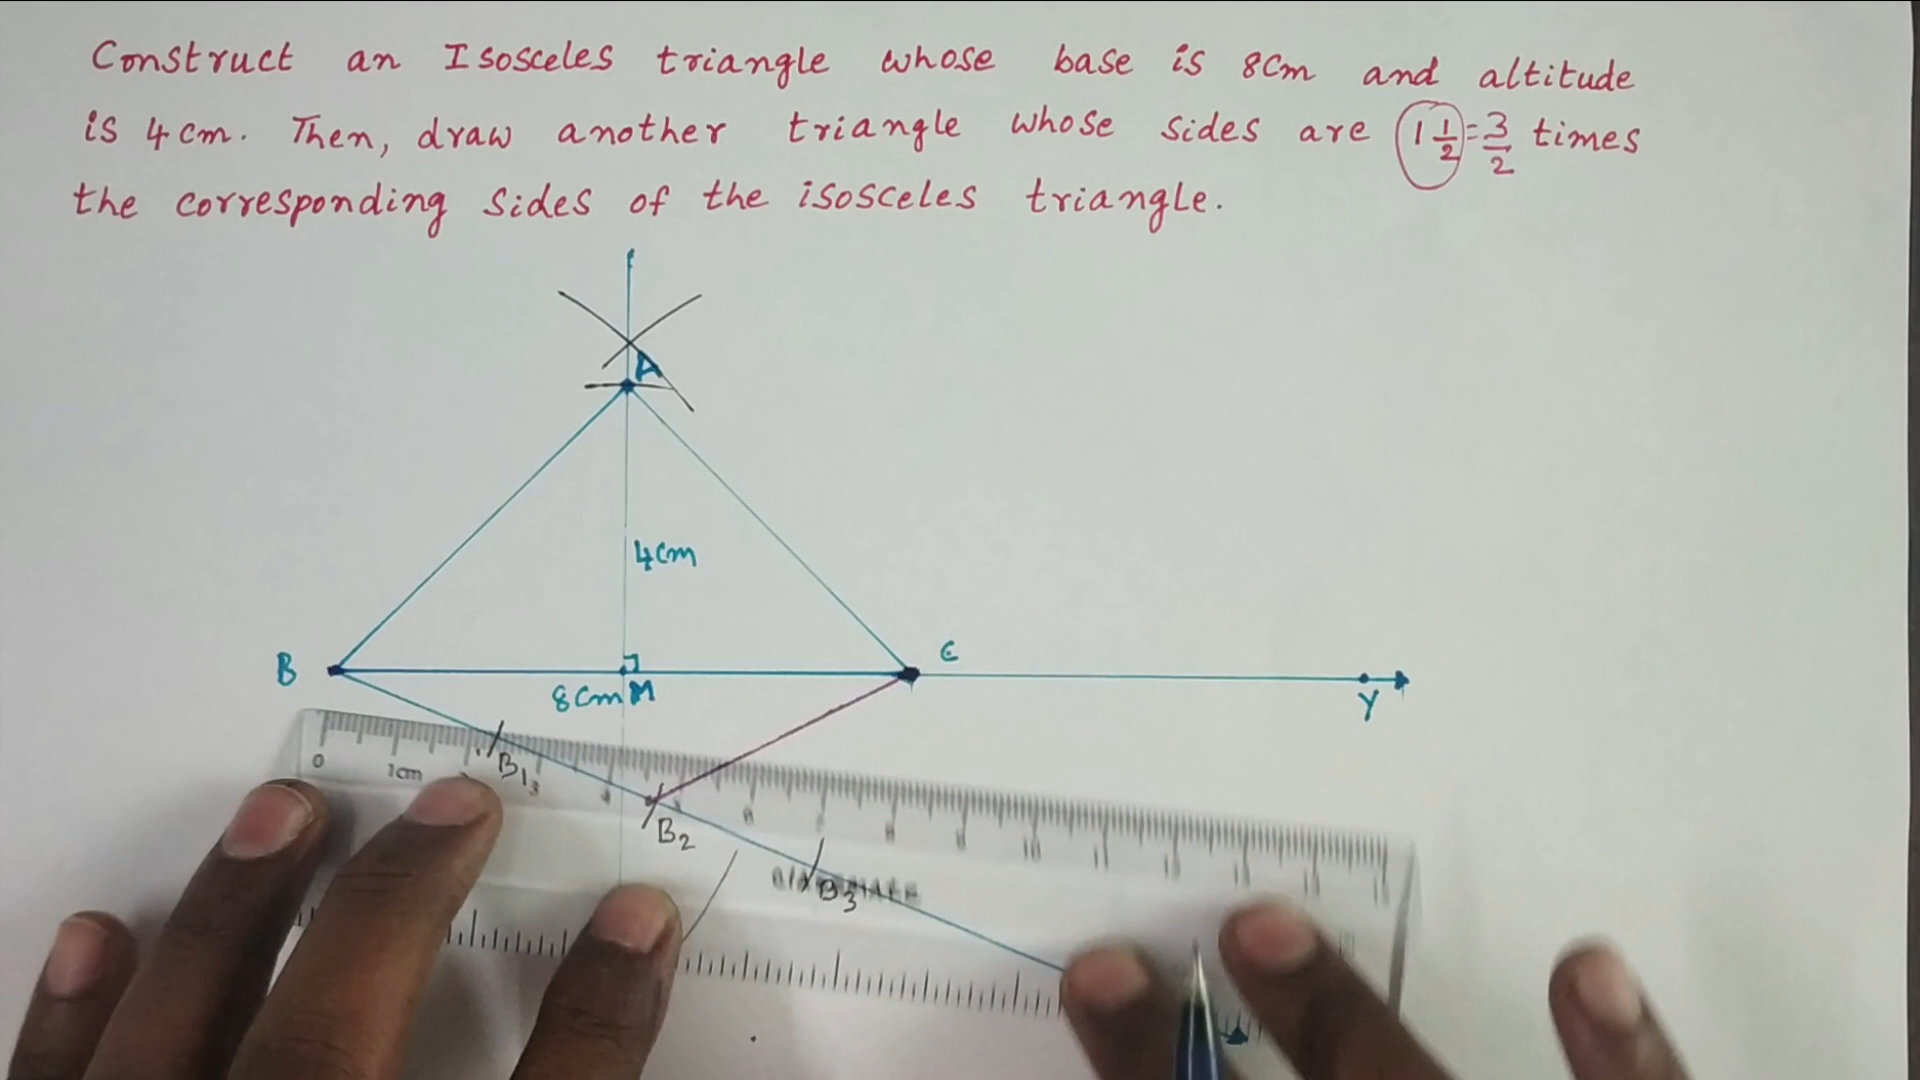 Construct an Isosceles triangle whose base is 8cm and altitude
is 4cm. Then, draw another triangle whose sides are 1 1/2 = 3/2 times
the corresponding sides of the isosceles triangle.
A
4cm
B
C
8cm M
Y
0 1cm
B1
B2
B3